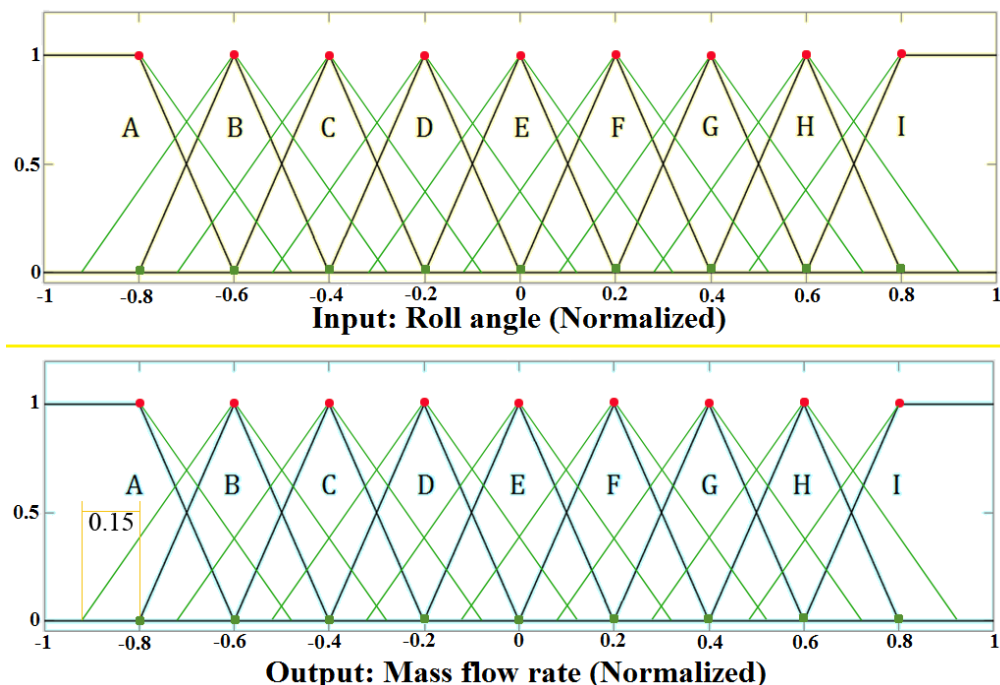 1
A B C D E F G H I
0.5
0
-1 -0.8 -0.6 -0.4 -0.2 0 0.2 0.4 0.6 0.8 1
Input: Roll angle (Normalized)
1
A B C D E F G H I
0.5
0.15
0
-1 -0.8 -0.6 -0.4 -0.2 0 0.2 0.4 0.6 0.8 1
Output: Mass flow rate (Normalized)